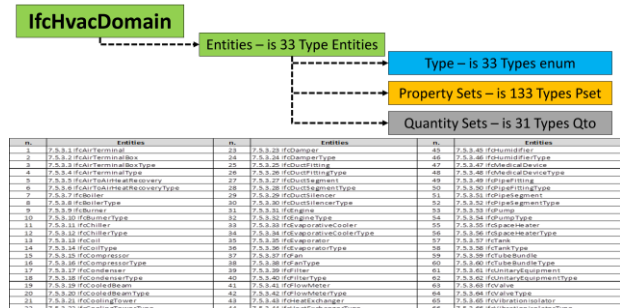 IfcHvacDomain
Entities – is 33 Type Entities
Type – is 33 Types enum
Property Sets – is 133 Types Pset
Quantity Sets – is 31 Types Qto
n. Entities n. Entities n. Entities
1 7.5.3.1 IfcAirTerminal 23 7.5.3.23 IfcDamper 45 7.5.3.45 IfcHumidifier
2 7.5.3.2 IfcAirTerminalBox 24 7.5.3.24 IfcDamperType 46 7.5.3.46 IfcHumidifierType
3 7.5.3.3 IfcAirTerminalBoxType 25 7.5.3.25 IfcDuctFitting 47 7.5.3.47 IfcMedicalDevice
4 7.5.3.4 IfcAirTerminalType 26 7.5.3.26 IfcDuctFittingType 48 7.5.3.48 IfcMedicalDeviceType
5 7.5.3.5 IfcAirToAirHeatRecovery 27 7.5.3.27 IfcDuctSegment 49 7.5.3.49 IfcPipeFitting
6 7.5.3.6 IfcAirToAirHeatRecoveryType 28 7.5.3.28 IfcDuctSegmentType 50 7.5.3.50 IfcPipeFittingType
7 7.5.3.7 IfcBoiler 29 7.5.3.29 IfcDuctSilencer 51 7.5.3.51 IfcPipeSegment
8 7.5.3.8 IfcBoilerType 30 7.5.3.30 IfcDuctSilencerType 52 7.5.3.52 IfcPipeSegmentType
9 7.5.3.9 IfcBurner 31 7.5.3.31 IfcEngine 53 7.5.3.53 IfcPump
10 7.5.3.10 IfcBurnerType 32 7.5.3.32 IfcEngineType 54 7.5.3.54 IfcPumpType
11 7.5.3.11 IfcChiller 33 7.5.3.33 IfcEvaporativeCooler 55 7.5.3.55 IfcSpaceHeater
12 7.5.3.12 IfcChillerType 34 7.5.3.34 IfcEvaporativeCoolerType 56 7.5.3.56 IfcSpaceHeaterType
13 7.5.3.13 IfcCoil 35 7.5.3.35 IfcEvaporator 57 7.5.3.57 IfcTank
14 7.5.3.14 IfcCoilType 36 7.5.3.36 IfcEvaporatorType 58 7.5.3.58 IfcTankType
15 7.5.3.15 IfcCompressor 37 7.5.3.37 IfcFan 59 7.5.3.59 IfcTubeBundle
16 7.5.3.16 IfcCompressorType 38 7.5.3.38 IfcFanType 60 7.5.3.60 IfcTubeBundleType
17 7.5.3.17 IfcCondenser 39 7.5.3.39 IfcFilter 61 7.5.3.61 IfcUnitaryEquipment
18 7.5.3.18 IfcCondenserType 40 7.5.3.40 IfcFilterType 62 7.5.3.62 IfcUnitaryEquipmentType
19 7.5.3.19 IfcCooledBeam 41 7.5.3.41 IfcFlowMeter 63 7.5.3.63 IfcValve
20 7.5.3.20 IfcCooledBeamType 42 7.5.3.42 IfcFlowMeterType 64 7.5.3.64 IfcValveType
21 7.5.3.21 IfcCoolingTower 43 7.5.3.43 IfcHeatExchanger 65 7.5.3.65 IfcVibrationIsolator